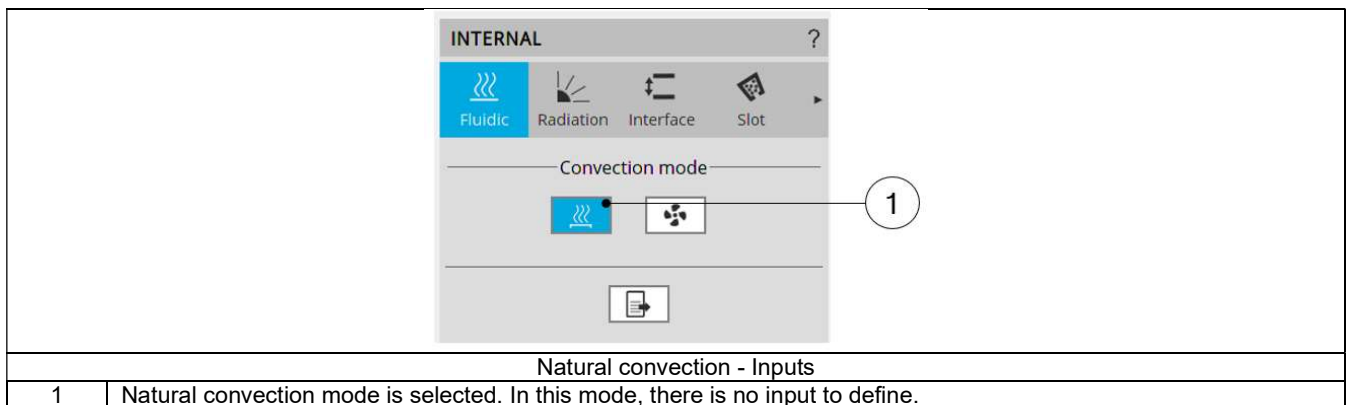 INTERNAL ?
Fluidic Radiation Interface Slot
Convection mode
1
Natural convection - Inputs
1 Natural convection mode is selected. In this mode, there is no input to define.